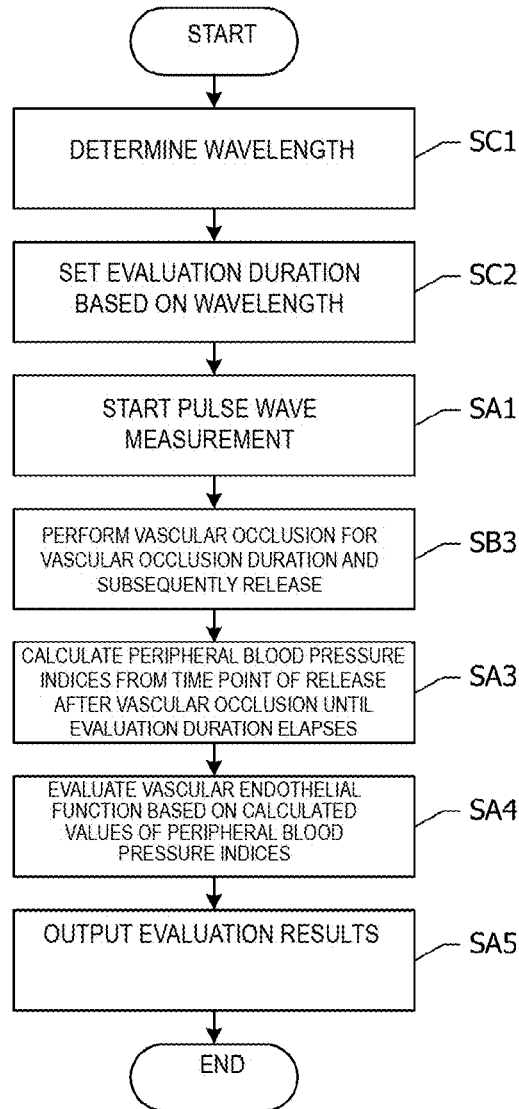 START
DETERMINE WAVELENGTH
SC1
SET EVALUATION DURATION
BASED ON WAVELENGTH
SC2
START PULSE WAVE
MEASUREMENT
SA1
PERFORM VASCULAR OCCLUSION FOR
VASCULAR OCCLUSION DURATION AND
SUBSEQUENTLY RELEASE
SB3
CALCULATE PERIPHERAL BLOOD PRESSURE
INDICES FROM TIME POINT OF RELEASE
AFTER VASCULAR OCCLUSION UNTIL
EVALUATION DURATION ELAPSES
SA3
EVALUATE VASCULAR ENDOTHELIAL
FUNCTION BASED ON CALCULATED
VALUES OF PERIPHERAL BLOOD
PRESSURE INDICES
SA4
OUTPUT EVALUATION RESULTS
SA5
END